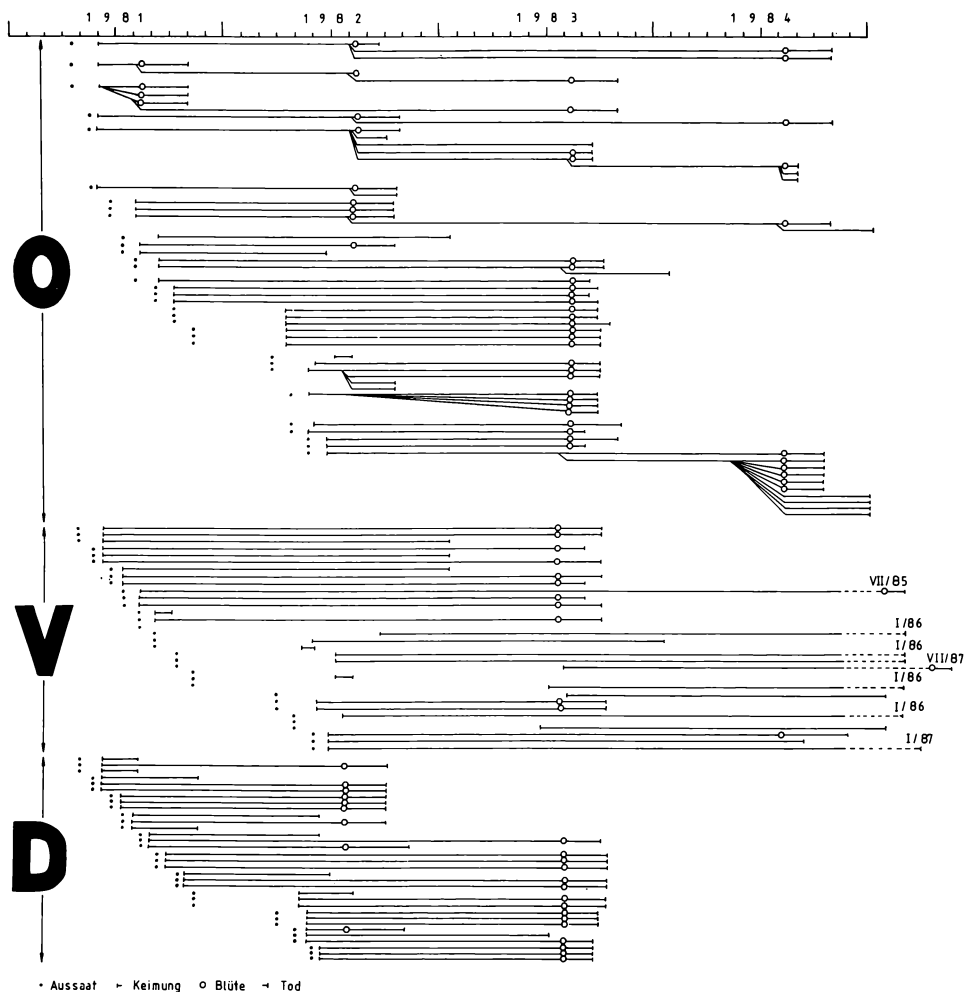 1981 1982 1983 1984
O
VII/85
I/86
I/86
VII/87
I/86
I/86
I/87
V
D
• Aussaat ⊢ Keimung o Blüte ⊣ Tod